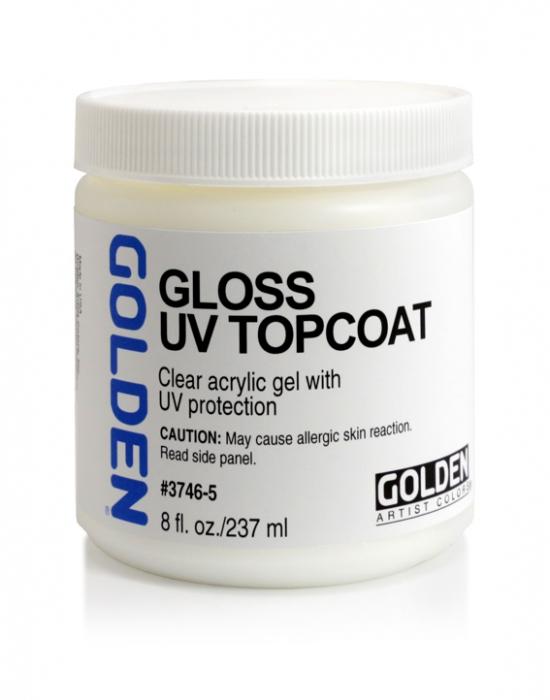 GOLDEN
GLOSS
UV TOPCOAT
Clear acrylic gel with
UV protection
CAUTION: May cause allergic skin reaction.
Read side panel.
#3746-5
8 fl. oz./237 ml
GOLDEN
ARTIST COLORS